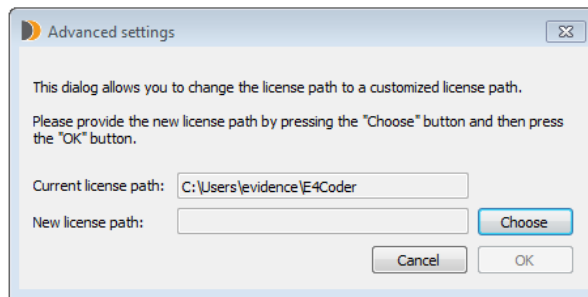 Advanced settings
This dialog allows you to change the license path to a customized license path.
Please provide the new license path by pressing the "Choose" button and then press
the "OK" button.
Current license path: C:\Users\evidence\E4Coder
New license path: Choose
Cancel OK